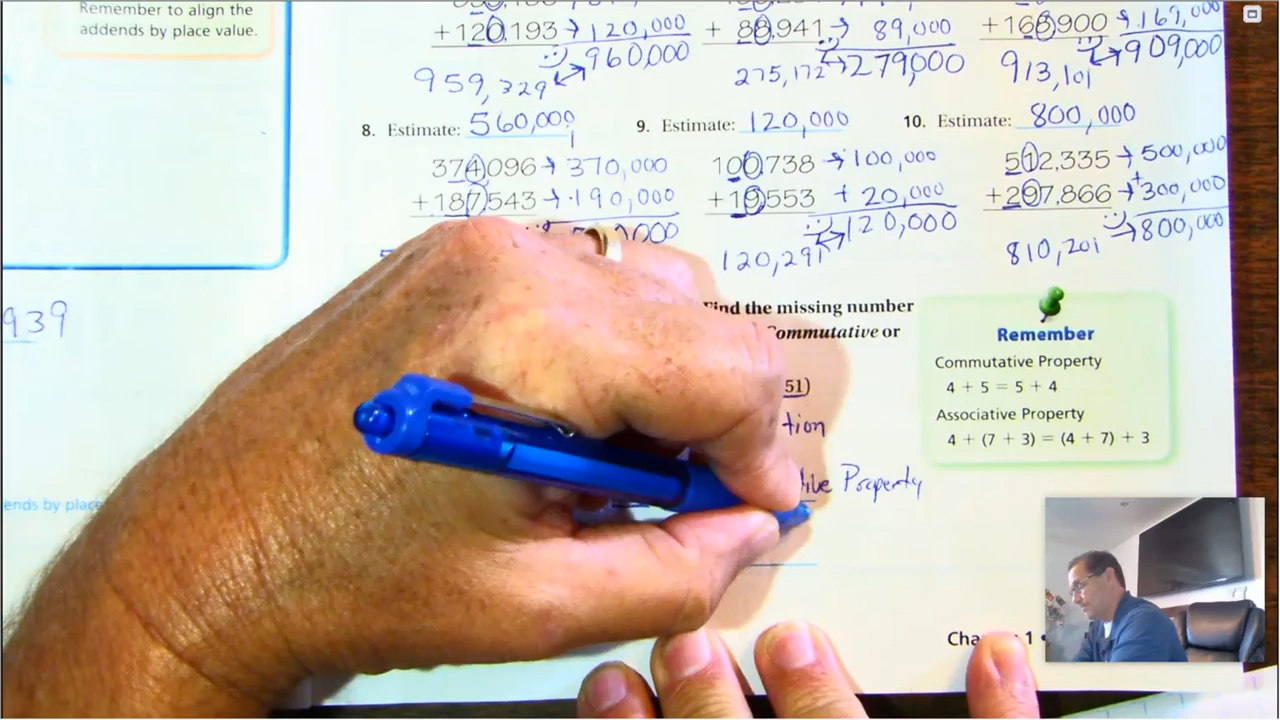 Remember to align the
addends by place value.
+120,193 → 120,000
960,000
959,329
+ 88,941 → 89,000
279,000
275,172
+168,900 → 169,000
909,000
913,101
8. Estimate: 560,000
374,096 → 370,000
+187,543 → 190,000
9. Estimate: 120,000
100,738 → 100,000
+19,553 + 20,000
120,000
120,291
10. Estimate: 800,000
512,335 → 500,000
+297,866 → +300,000
800,000
810,201
939
Find the missing number
Commutative or
51)
tion
Property
ends by place
Remember
Commutative Property
4 + 5 = 5 + 4
Associative Property
4 + (7 + 3) = (4 + 7) + 3
1